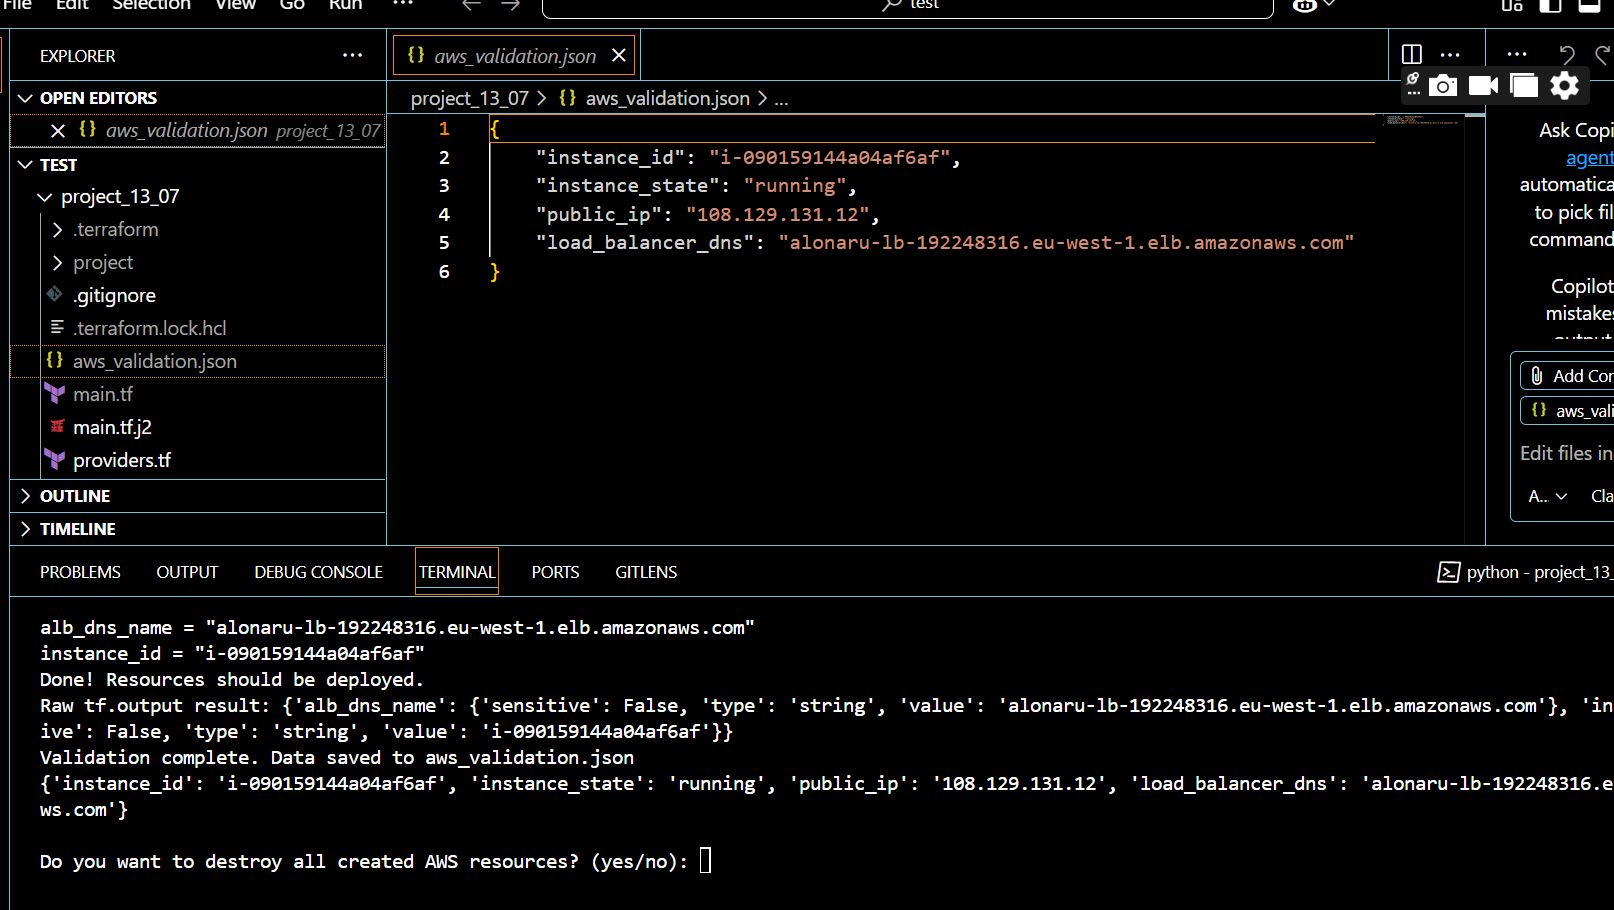 File Edit Selection View Go Run ... test
EXPLORER ...
OPEN EDITORS
aws_validation.json project_13_07
TEST
project_13_07
.terraform
project
.gitignore
.terraform.lock.hcl
aws_validation.json
main.tf
main.tf.j2
providers.tf
OUTLINE
TIMELINE
{} aws_validation.json
project_13_07 > {} aws_validation.json > ...
1 {
2 "instance_id": "i-090159144a04af6af",
3 "instance_state": "running",
4 "public_ip": "108.129.131.12",
5 "load_balancer_dns": "alonaru-lb-192248316.eu-west-1.elb.amazonaws.com"
6 }
Ask Copi
agent
automatica
to pick fil
command
Copilot
mistakes
Add Cor
{} aws_vali
Edit files in
A.. Cla
PROBLEMS OUTPUT DEBUG CONSOLE TERMINAL PORTS GITLENS
python - project_13_
alb_dns_name = "alonaru-lb-192248316.eu-west-1.elb.amazonaws.com"
instance_id = "i-090159144a04af6af"
Done! Resources should be deployed.
Raw tf.output result: {'alb_dns_name': {'sensitive': False, 'type': 'string', 'value': 'alonaru-lb-192248316.eu-west-1.elb.amazonaws.com'}, 'in
ive': False, 'type': 'string', 'value': 'i-090159144a04af6af'}}
Validation complete. Data saved to aws_validation.json
{'instance_id': 'i-090159144a04af6af', 'instance_state': 'running', 'public_ip': '108.129.131.12', 'load_balancer_dns': 'alonaru-lb-192248316.e
ws.com'}
Do you want to destroy all created AWS resources? (yes/no):